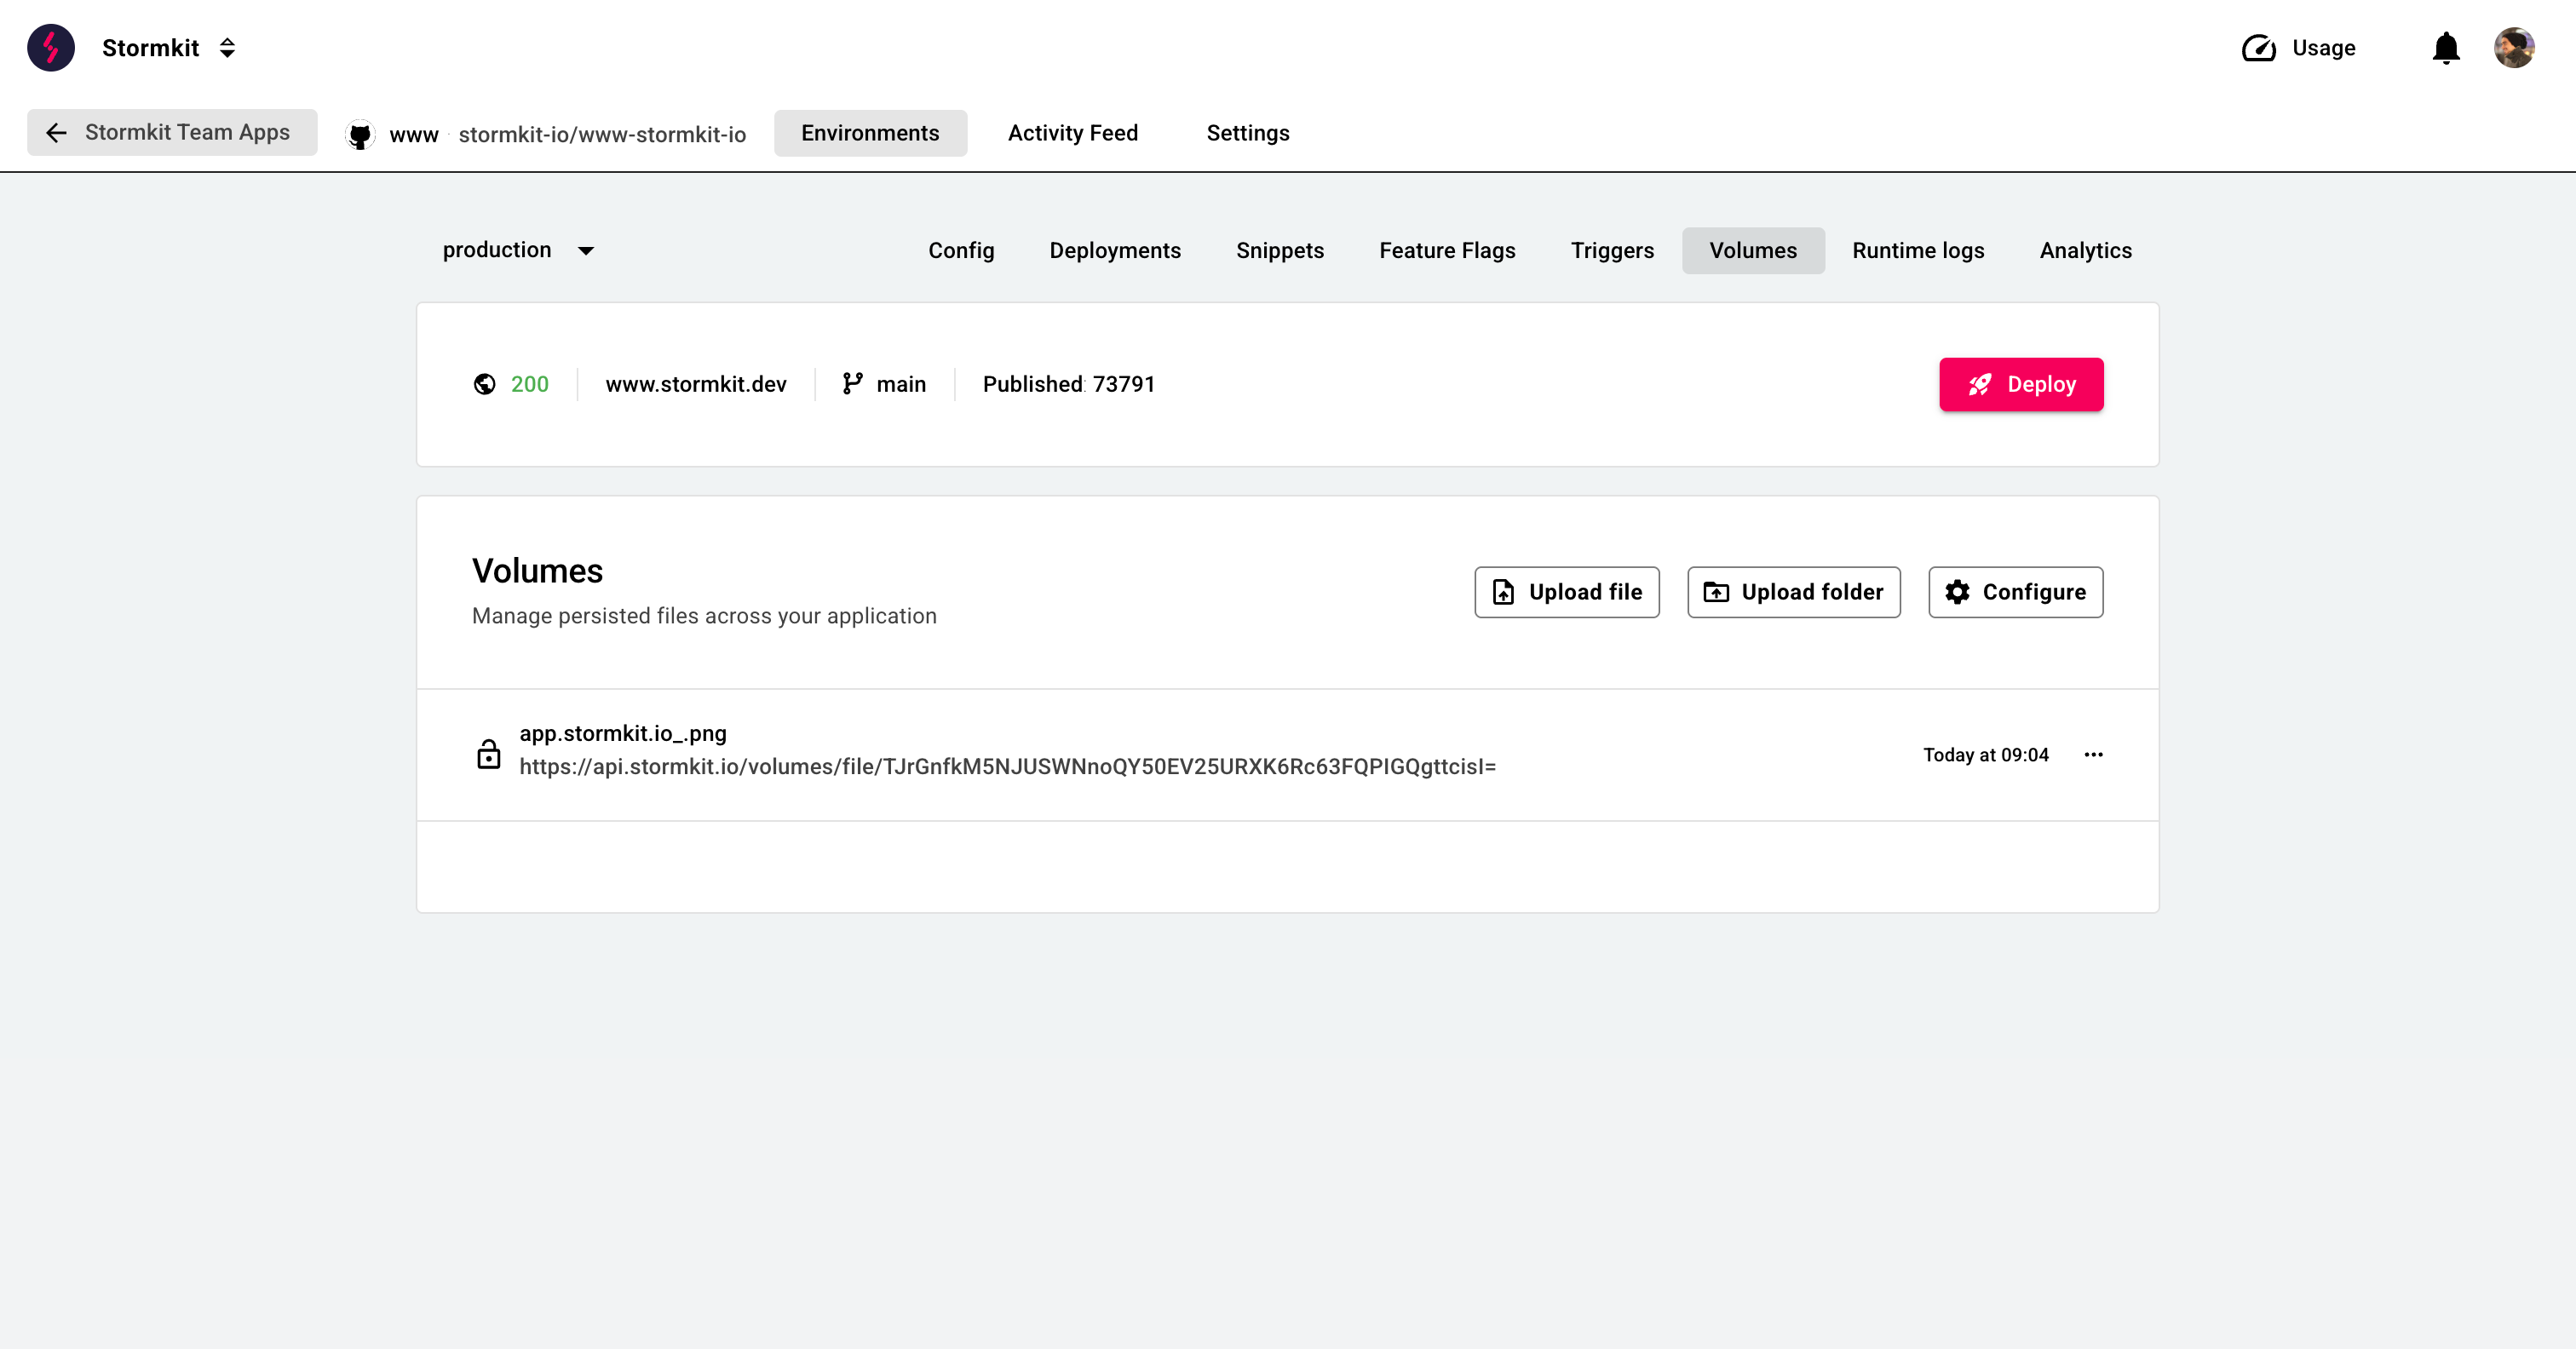 Stormkit
Usage
Stormkit Team Apps
www · stormkit-io/www-stormkit-io
Environments
Activity Feed
Settings
production
Config
Deployments
Snippets
Feature Flags
Triggers
Volumes
Runtime logs
Analytics
200
www.stormkit.dev
main
Published: 73791
Deploy
Volumes
Manage persisted files across your application
Upload file
Upload folder
Configure
app.stormkit.io_.png
https://api.stormkit.io/volumes/file/TJrGnfkM5NJUSWNnoQY50EV25URXK6Rc63FQPIGQgttcisI=
Today at 09:04